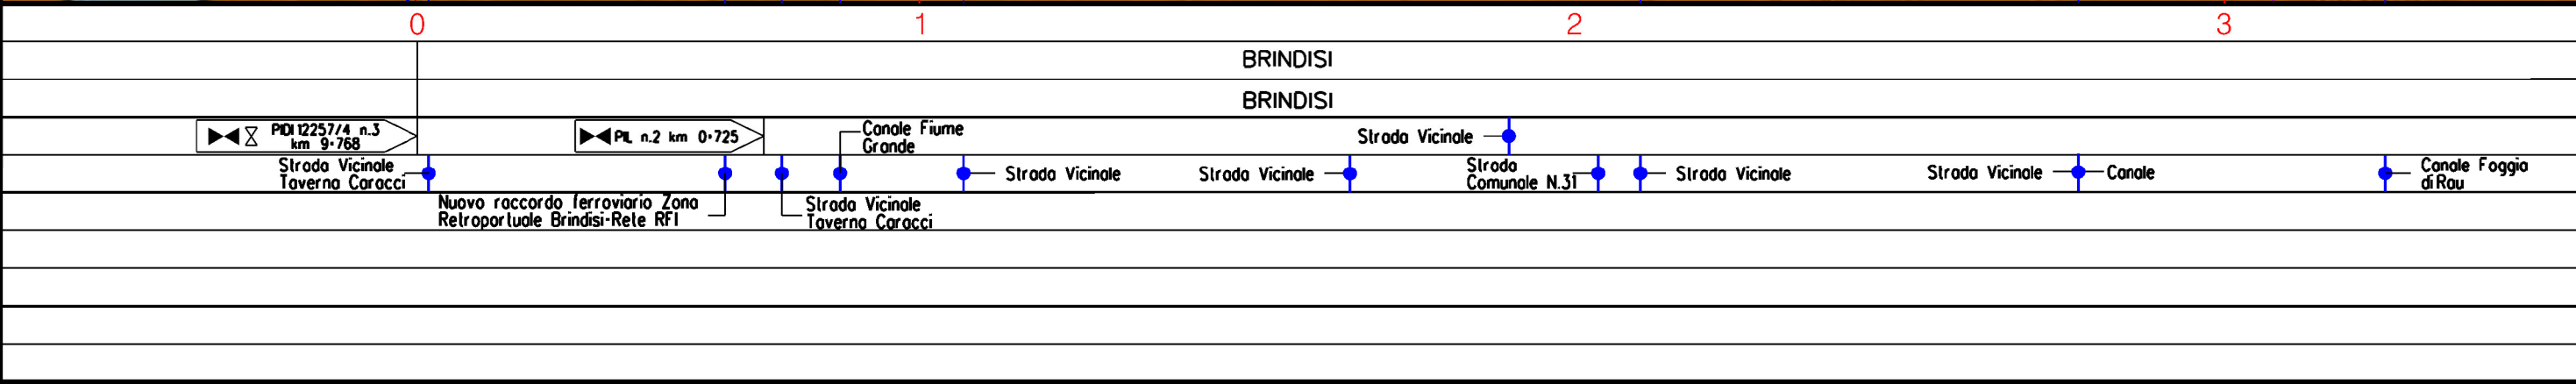 0 1 2 3
BRINDISI
BRINDISI
PIDI 12257/4 n.3
km 9+768
PIL n.2 km 0+725
Canale Fiume
Grande
Strada Vicinale
Strada Vicinale
Taverna Caracci
Strada Vicinale
Strada Vicinale
Strada
Comunale N.31
Strada Vicinale
Strada Vicinale
Canale
Canale Foggia
di Rau
Nuovo raccordo ferroviario Zona
Retroportuale Brindisi-Rete RFI
Strada Vicinale
Taverna Caracci